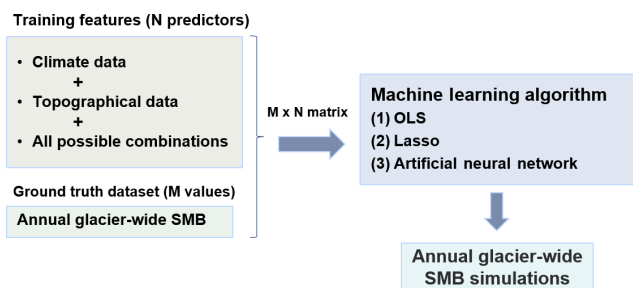 Training features (N predictors)
• Climate data
+
• Topographical data
+
• All possible combinations
Ground truth dataset (M values)
Annual glacier-wide SMB
M x N matrix
Machine learning algorithm
(1) OLS
(2) Lasso
(3) Artificial neural network
Annual glacier-wide
SMB simulations